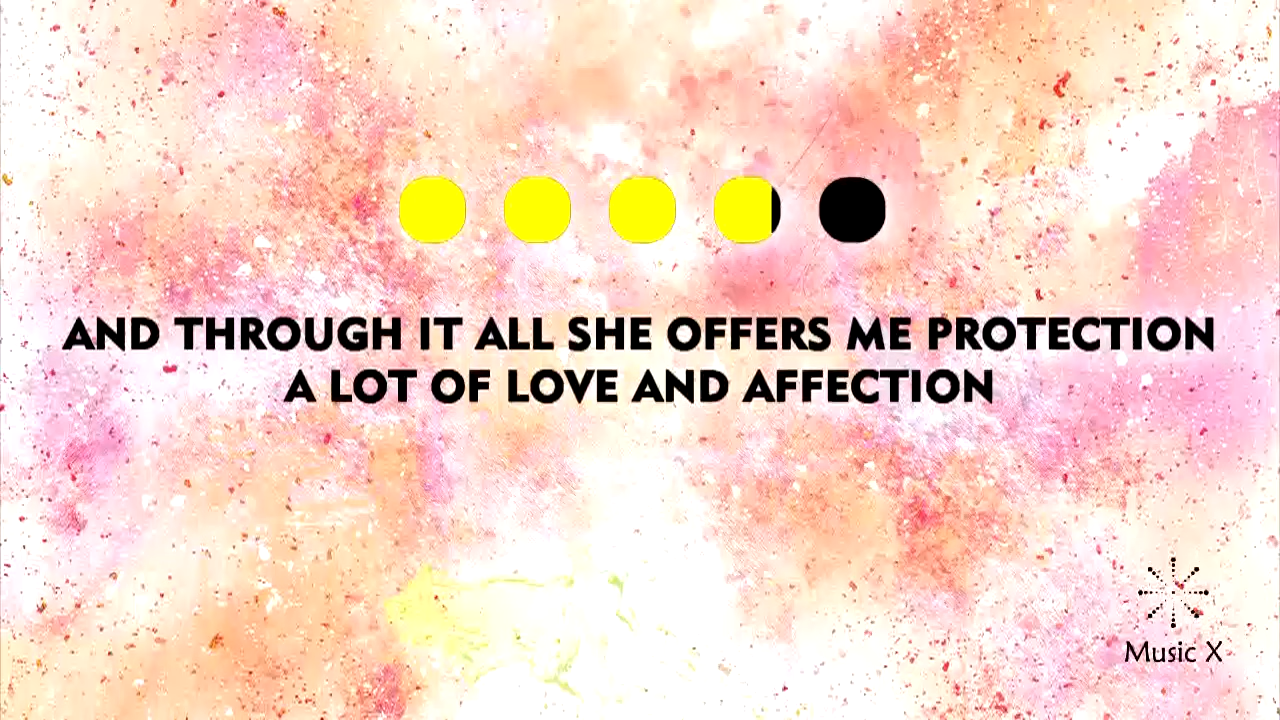 AND THROUGH IT ALL SHE OFFERS ME PROTECTION
A LOT OF LOVE AND AFFECTION
Music X